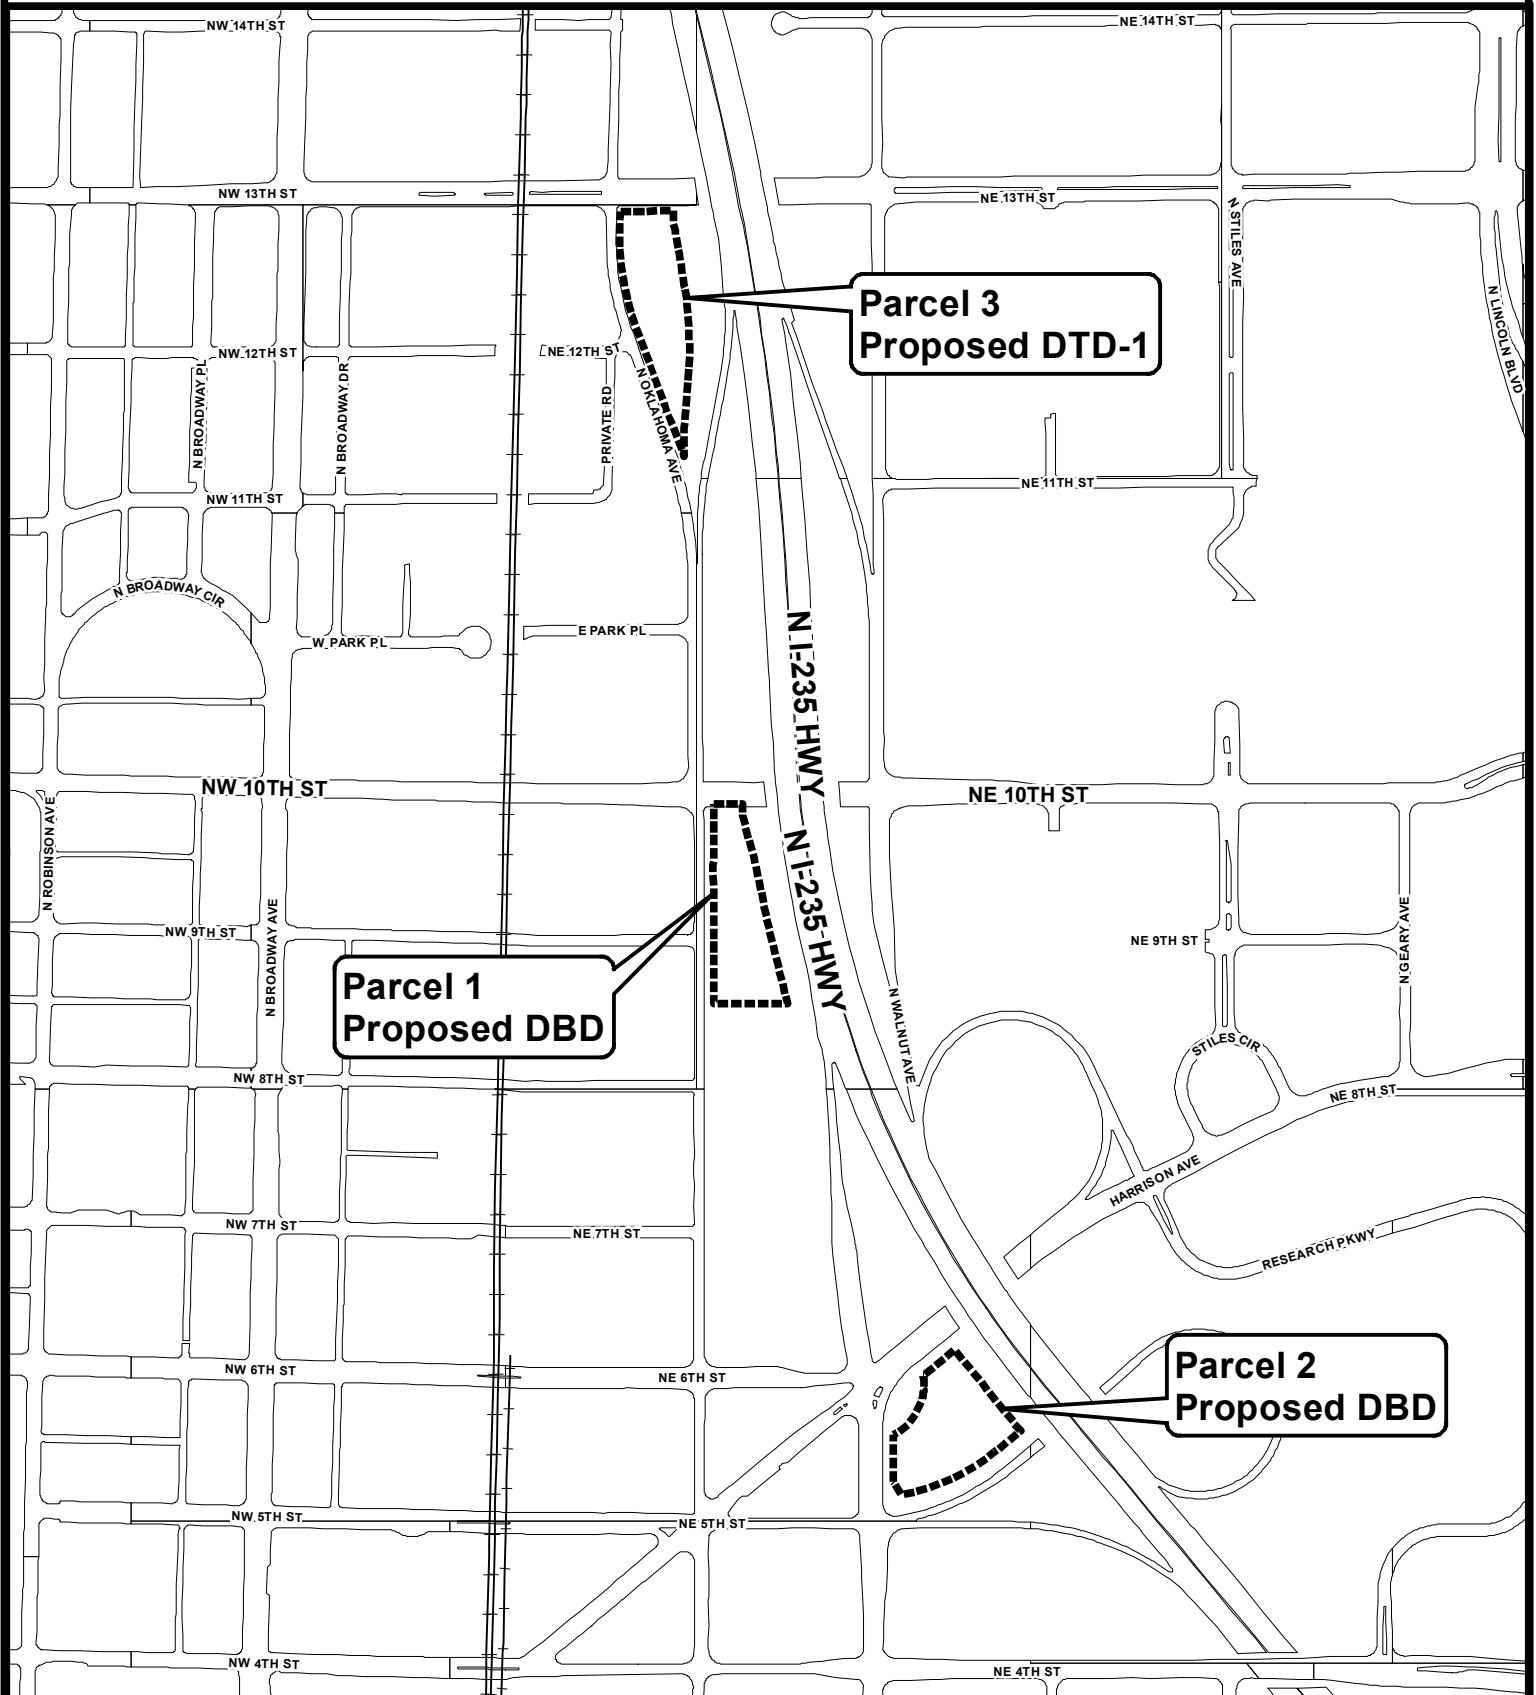 NW 14TH ST
NE 14TH ST
NW 13TH ST
NE 13TH ST
N STILES AVE
N LINCOLN BLVD
Parcel 3
Proposed DTD-1
NW 12TH ST
NE 12TH ST
N BROADWAY PL
N BROADWAY DR
PRIVATE RD
N OKLAHOMA AVE
NW 11TH ST
NE 11TH ST
N BROADWAY CIR
W PARK PL
E PARK PL
N I-235 HWY
NW 10TH ST
NE 10TH ST
N ROBINSON AVE
N I-235 HWY
N BROADWAY AVE
NW 9TH ST
NE 9TH ST
N GEARY AVE
Parcel 1
Proposed DBD
N WALNUT AVE
STILES CIR
NW 8TH ST
NE 8TH ST
HARRISON AVE
NW 7TH ST
NE 7TH ST
RESEARCH PKWY
NW 6TH ST
NE 6TH ST
Parcel 2
Proposed DBD
NW 5TH ST
NE 5TH ST
NW 4TH ST
NE 4TH ST